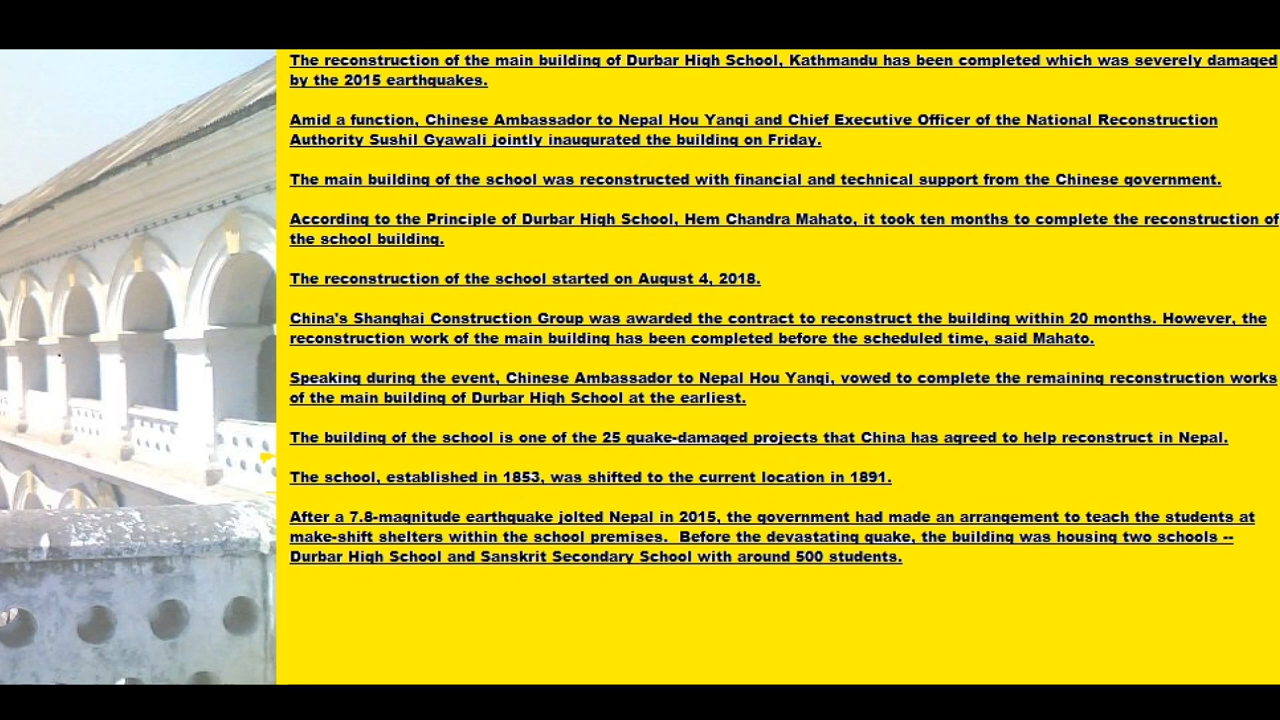 The reconstruction of the main building of Durbar High School, Kathmandu has been completed which was severely damaged
by the 2015 earthquakes.
Amid a function, Chinese Ambassador to Nepal Hou Yanqi and Chief Executive Officer of the National Reconstruction
Authority Sushil Gyawali jointly inaugurated the building on Friday.
The main building of the school was reconstructed with financial and technical support from the Chinese government.
According to the Principle of Durbar High School, Hem Chandra Mahato, it took ten months to complete the reconstruction of
the school building.
The reconstruction of the school started on August 4, 2018.
China's Shanghai Construction Group was awarded the contract to reconstruct the building within 20 months. However, the
reconstruction work of the main building has been completed before the scheduled time, said Mahato.
Speaking during the event, Chinese Ambassador to Nepal Hou Yanqi, vowed to complete the remaining reconstruction works
of the main building of Durbar High School at the earliest.
The building of the school is one of the 25 quake-damaged projects that China has agreed to help reconstruct in Nepal.
The school, established in 1853, was shifted to the current location in 1891.
After a 7.8-magnitude earthquake jolted Nepal in 2015, the government had made an arrangement to teach the students at
make-shift shelters within the school premises.  Before the devastating quake, the building was housing two schools --
Durbar High School and Sanskrit Secondary School with around 500 students.